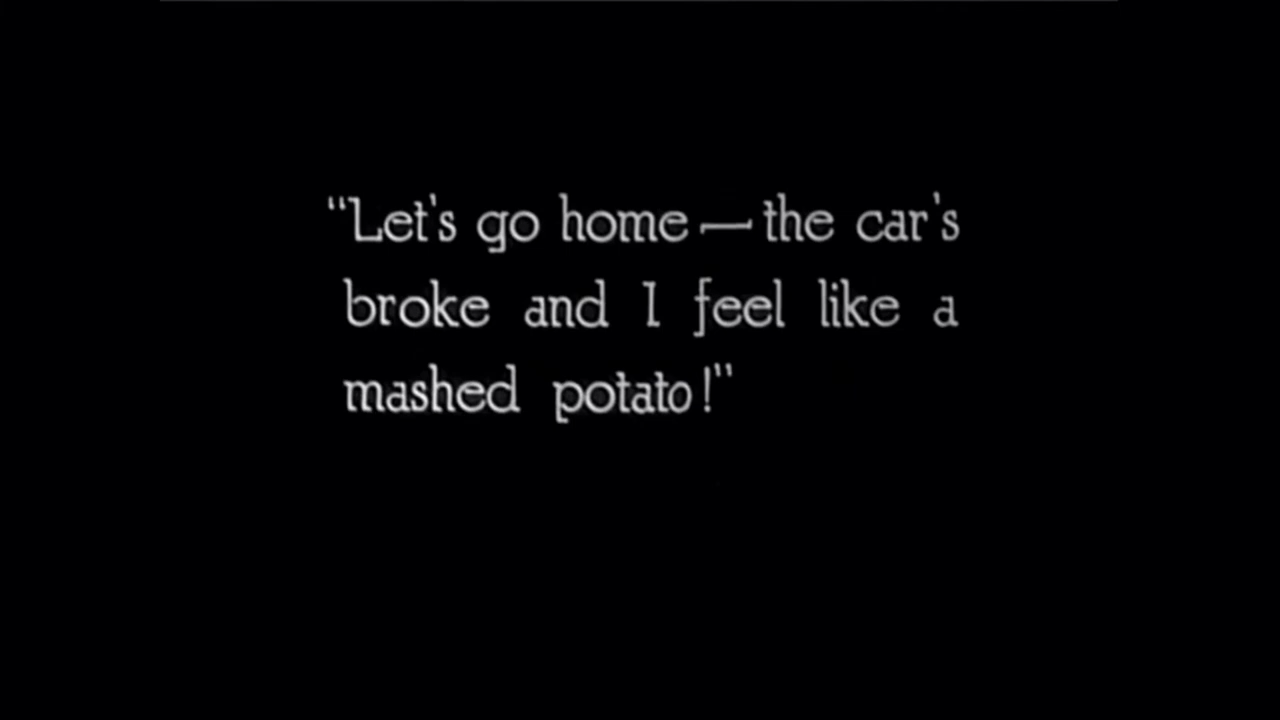 "Let's go home—the car's
broke and I feel like a
mashed potato!"